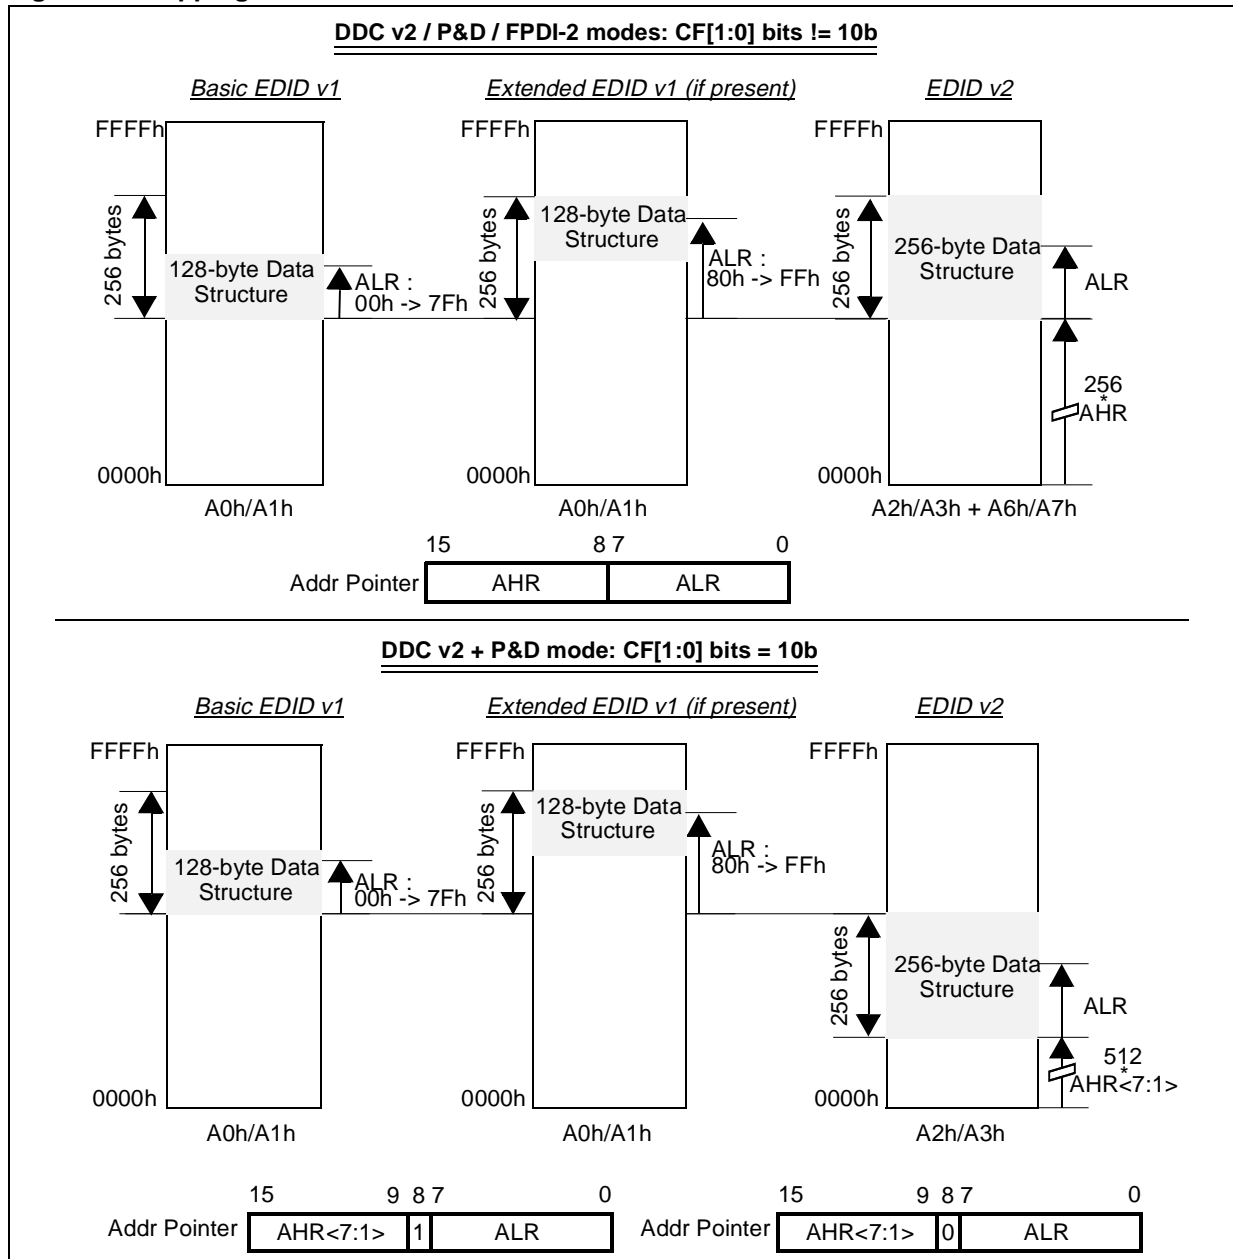 DDC v2 / P&D / FPDI-2 modes: CF[1:0] bits != 10b
Basic EDID v1
Extended EDID v1 (if present)
EDID v2
FFFFh
FFFFh
FFFFh
256 bytes
128-byte Data
Structure
ALR :
00h -> 7Fh
256 bytes
128-byte Data
Structure
ALR :
80h -> FFh
256 bytes
256-byte Data
Structure
ALR
256
*
AHR
0000h
0000h
0000h
A0h/A1h
A0h/A1h
A2h/A3h + A6h/A7h
15 8 7 0
Addr Pointer AHR ALR
DDC v2 + P&D mode: CF[1:0] bits = 10b
Basic EDID v1
Extended EDID v1 (if present)
EDID v2
FFFFh
FFFFh
FFFFh
256 bytes
128-byte Data
Structure
ALR :
00h -> 7Fh
256 bytes
128-byte Data
Structure
ALR :
80h -> FFh
256 bytes
256-byte Data
Structure
ALR
512
*
AHR<7:1>
0000h
0000h
0000h
A0h/A1h
A0h/A1h
A2h/A3h
15 9 8 7 0
Addr Pointer AHR<7:1> 1 ALR
15 9 8 7 0
Addr Pointer AHR<7:1> 0 ALR